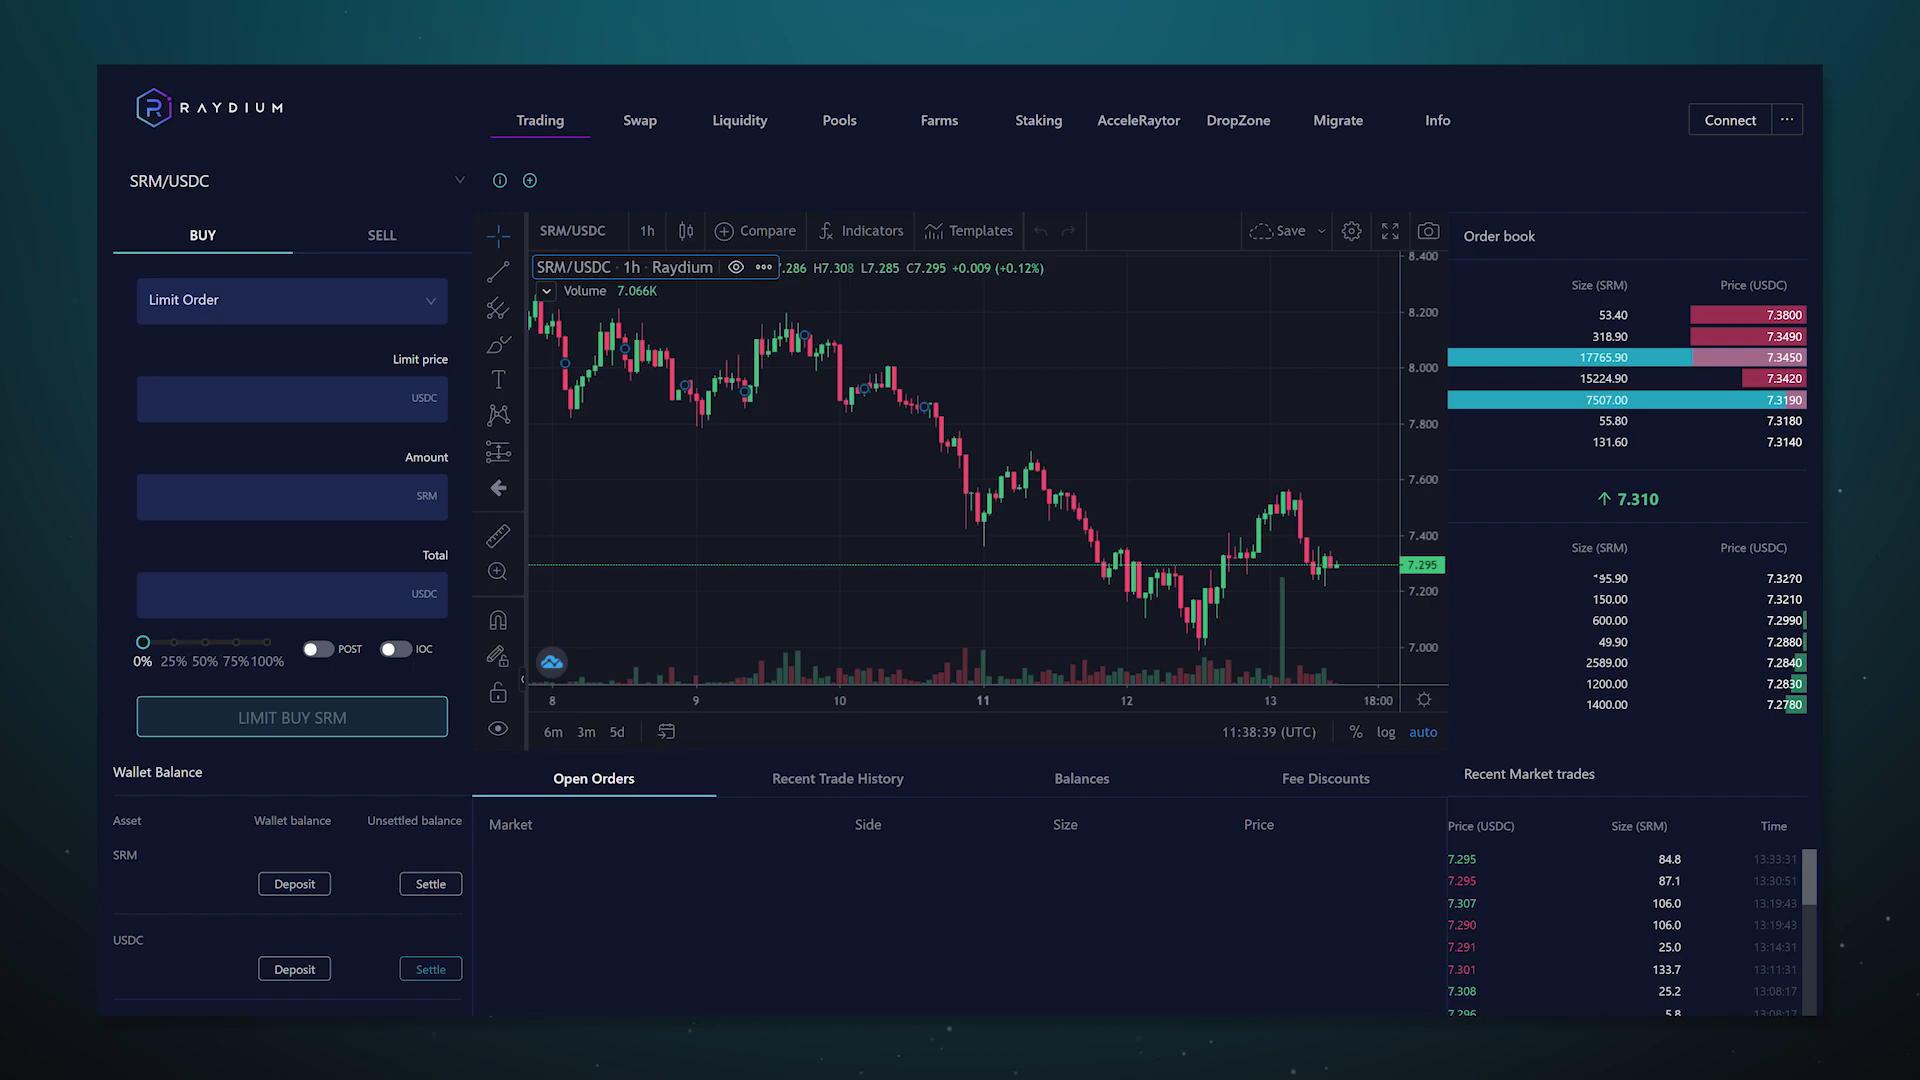 RAYDIUM
Trading Swap Liquidity Pools Farms Staking AcceleRaytor DropZone Migrate Info
Connect ...
SRM/USDC
BUY SELL
Limit Order
Limit price
USDC
Amount
SRM
Total
USDC
0% 25% 50% 75% 100%
POST IOC
LIMIT BUY SRM
SRM/USDC 1h Compare Indicators Templates Save
SRM/USDC · 1h · Raydium ••• .286 H7.308 L7.285 C7.295 +0.009 (+0.12%)
Volume 7.066K
8.400
8.200
8.000
7.800
7.600
7.400
7.295
7.200
7.000
8 9 10 11 12 13 18:00
6m 3m 5d
11:38:39 (UTC) % log auto
Order book
Size (SRM) Price (USDC)
53.40 7.3800
318.90 7.3490
17765.90 7.3450
15224.90 7.3420
7507.00 7.3190
55.80 7.3180
131.60 7.3140
↑ 7.310
Size (SRM) Price (USDC)
95.90 7.3270
150.00 7.3210
600.00 7.2990
49.90 7.2880
2589.00 7.2840
1200.00 7.2830
1400.00 7.2780
Wallet Balance
Asset Wallet balance Unsettled balance
SRM
Deposit Settle
USDC
Deposit Settle
Open Orders Recent Trade History Balances Fee Discounts
Market Side Size Price
Recent Market trades
Price (USDC) Size (SRM) Time
7.295 84.8 13:33:31
7.295 87.1 13:30:51
7.307 106.0 13:19:43
7.290 106.0 13:19:43
7.291 25.0 13:14:31
7.301 133.7 13:11:31
7.308 25.2 13:08:17
7.296 5.8 13:08:17